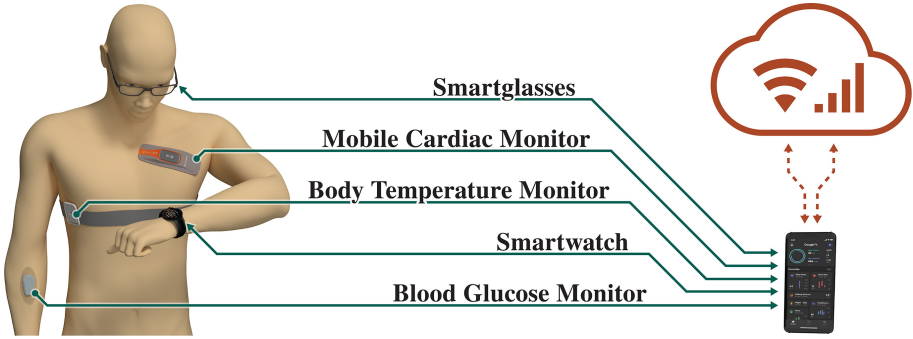 Smartglasses
Mobile Cardiac Monitor
Body Temperature Monitor
Smartwatch
Blood Glucose Monitor